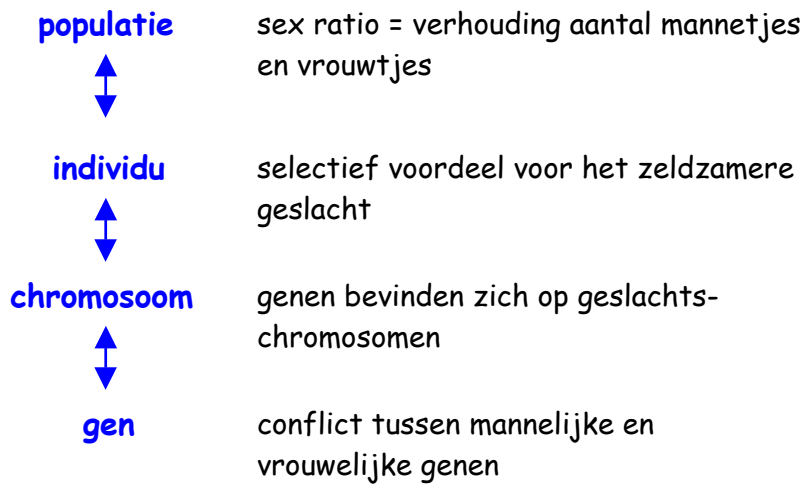 populatie sex ratio = verhouding aantal mannetjes
en vrouwtjes
individu selectief voordeel voor het zeldzamere
geslacht
chromosoom genen bevinden zich op geslachts-
chromosomen
gen conflict tussen mannelijke en
vrouwelijke genen